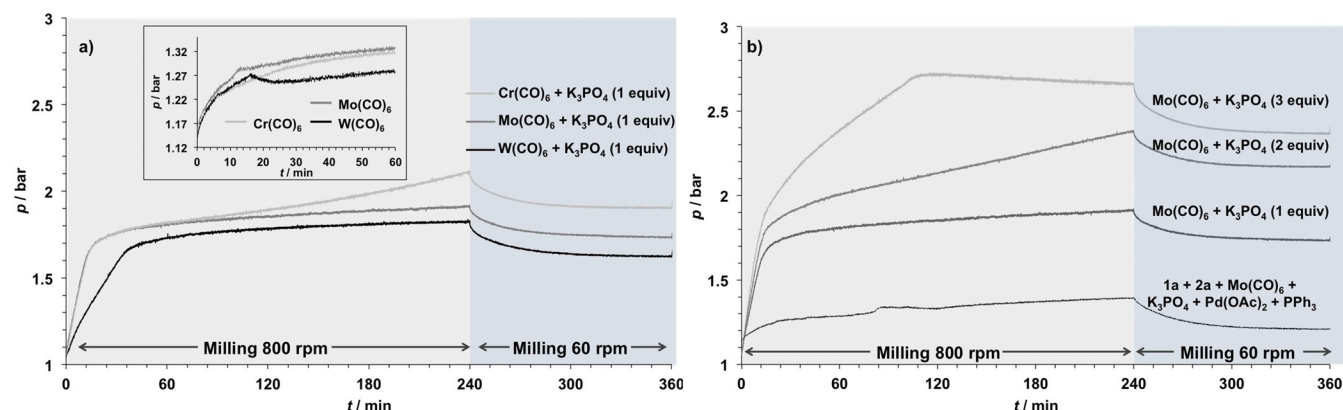 a)
p / bar
3
2.5
2
1.5
1
0
60
120
180
240
300
360
t / min
p / bar
1.32
1.27
1.22
1.17
1.12
0
10
20
30
40
50
60
t / min
Mo(CO)₆
Cr(CO)₆
W(CO)₆
Cr(CO)₆ + K₃PO₄ (1 equiv)
Mo(CO)₆ + K₃PO₄ (1 equiv)
W(CO)₆ + K₃PO₄ (1 equiv)
Milling 800 rpm
Milling 60 rpm
b)
p / bar
3
2.5
2
1.5
1
0
60
120
180
240
300
360
t / min
Mo(CO)₆ + K₃PO₄ (3 equiv)
Mo(CO)₆ + K₃PO₄ (2 equiv)
Mo(CO)₆ + K₃PO₄ (1 equiv)
1a + 2a + Mo(CO)₆ +
K₃PO₄ + Pd(OAc)₂ + PPh₃
Milling 800 rpm
Milling 60 rpm